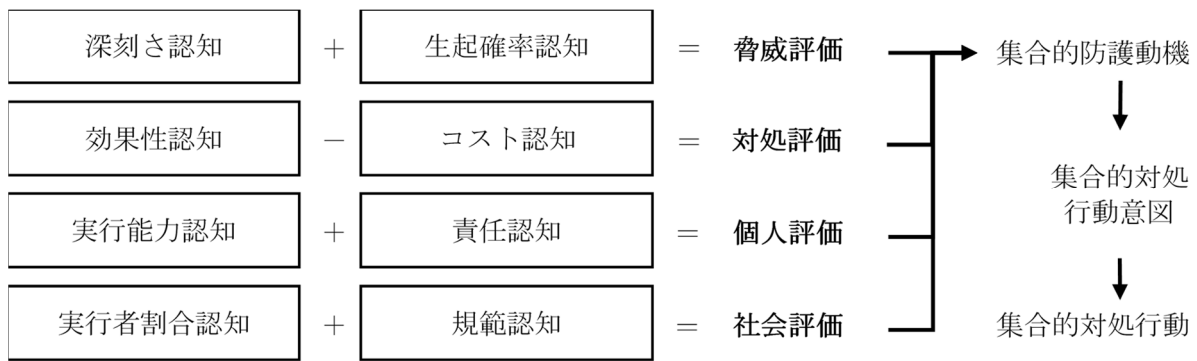 深刻さ認知 + 生起確率認知 = 脅威評価 集合的防護動機
効果性認知 − コスト認知 = 対処評価
集合的対処
行動意図
実行能力認知 + 責任認知 = 個人評価
実行者割合認知 + 規範認知 = 社会評価 集合的対処行動